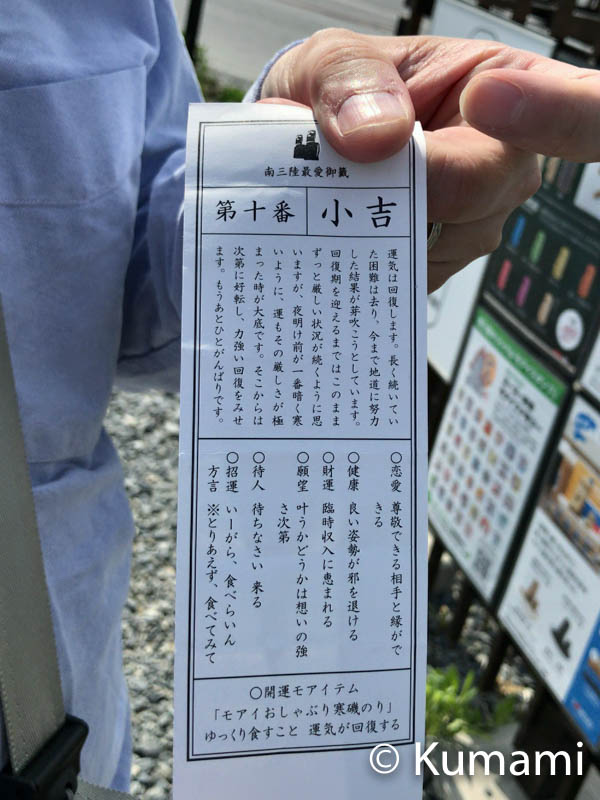 南三陸最愛御籤
第十番
小吉
運気は回復します。長く続いてい
た困難は去り、今まで地道に努力
した結果が芽吹こうとしています。
回復期を迎えるまではこのまま
ずっと厳しい状況が続くように思
いますが、夜明け前が一番暗く寒
いように、運もその厳しさが極
まった時が大底です。そこからは
次第に好転し、力強い回復をみせ
ます。もうあとひとがんばりです。
○恋愛 尊敬できる相手と縁がで
きる
○健康 良い姿勢が邪を退ける
○財運 臨時収入に恵まれる
○願望 叶うかどうかは想いの強
さ次第
○待人 待ちなさい 来る
○招運 いーがら、食べらいん
方言 ※とりあえず、食べてみて
○開運モアイテム
「モアイおしゃぶり寒磯のり」
ゆっくり食すこと 運気が回復する
© Kumami